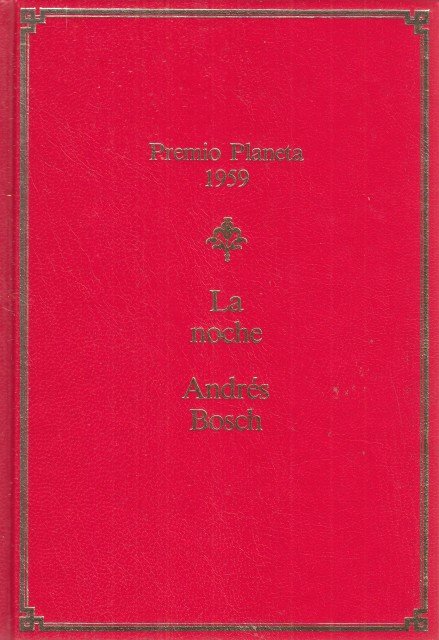 Premio Planeta
1959
La
noche
Andrés
Bosch